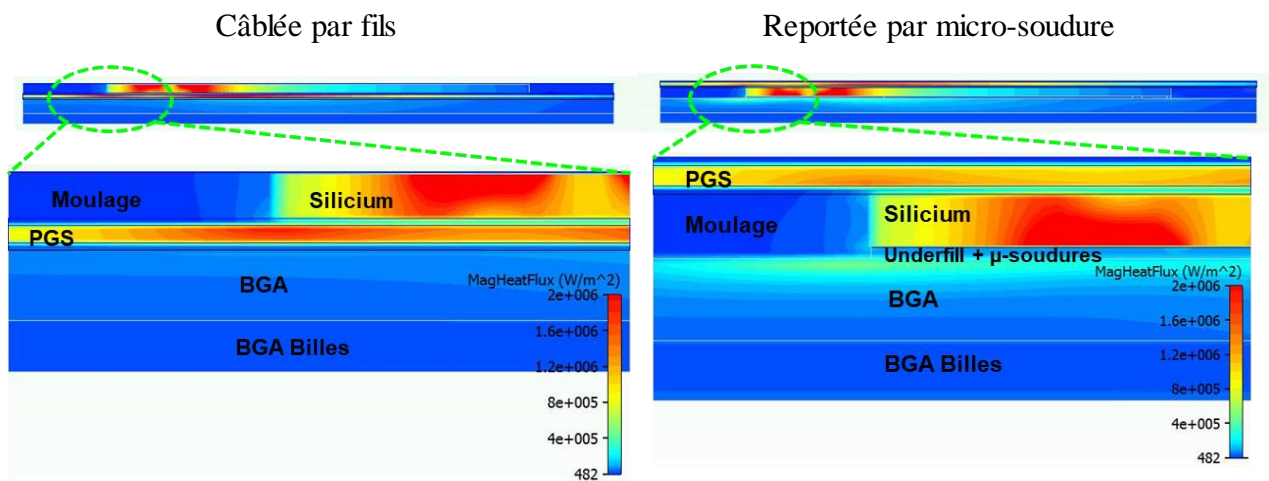 Câblée par fils
Reportée par micro-soudure
Moulage
Silicium
PGS
BGA
MagHeatFlux (W/m^2)
2e+006
1.6e+006
BGA Billes
1.2e+006
8e+005
4e+005
482
PGS
Silicium
Moulage
Underfill + µ-soudures
MagHeatFlux (W/m^2)
BGA
2e+006
1.6e+006
BGA Billes
1.2e+006
8e+005
4e+005
482